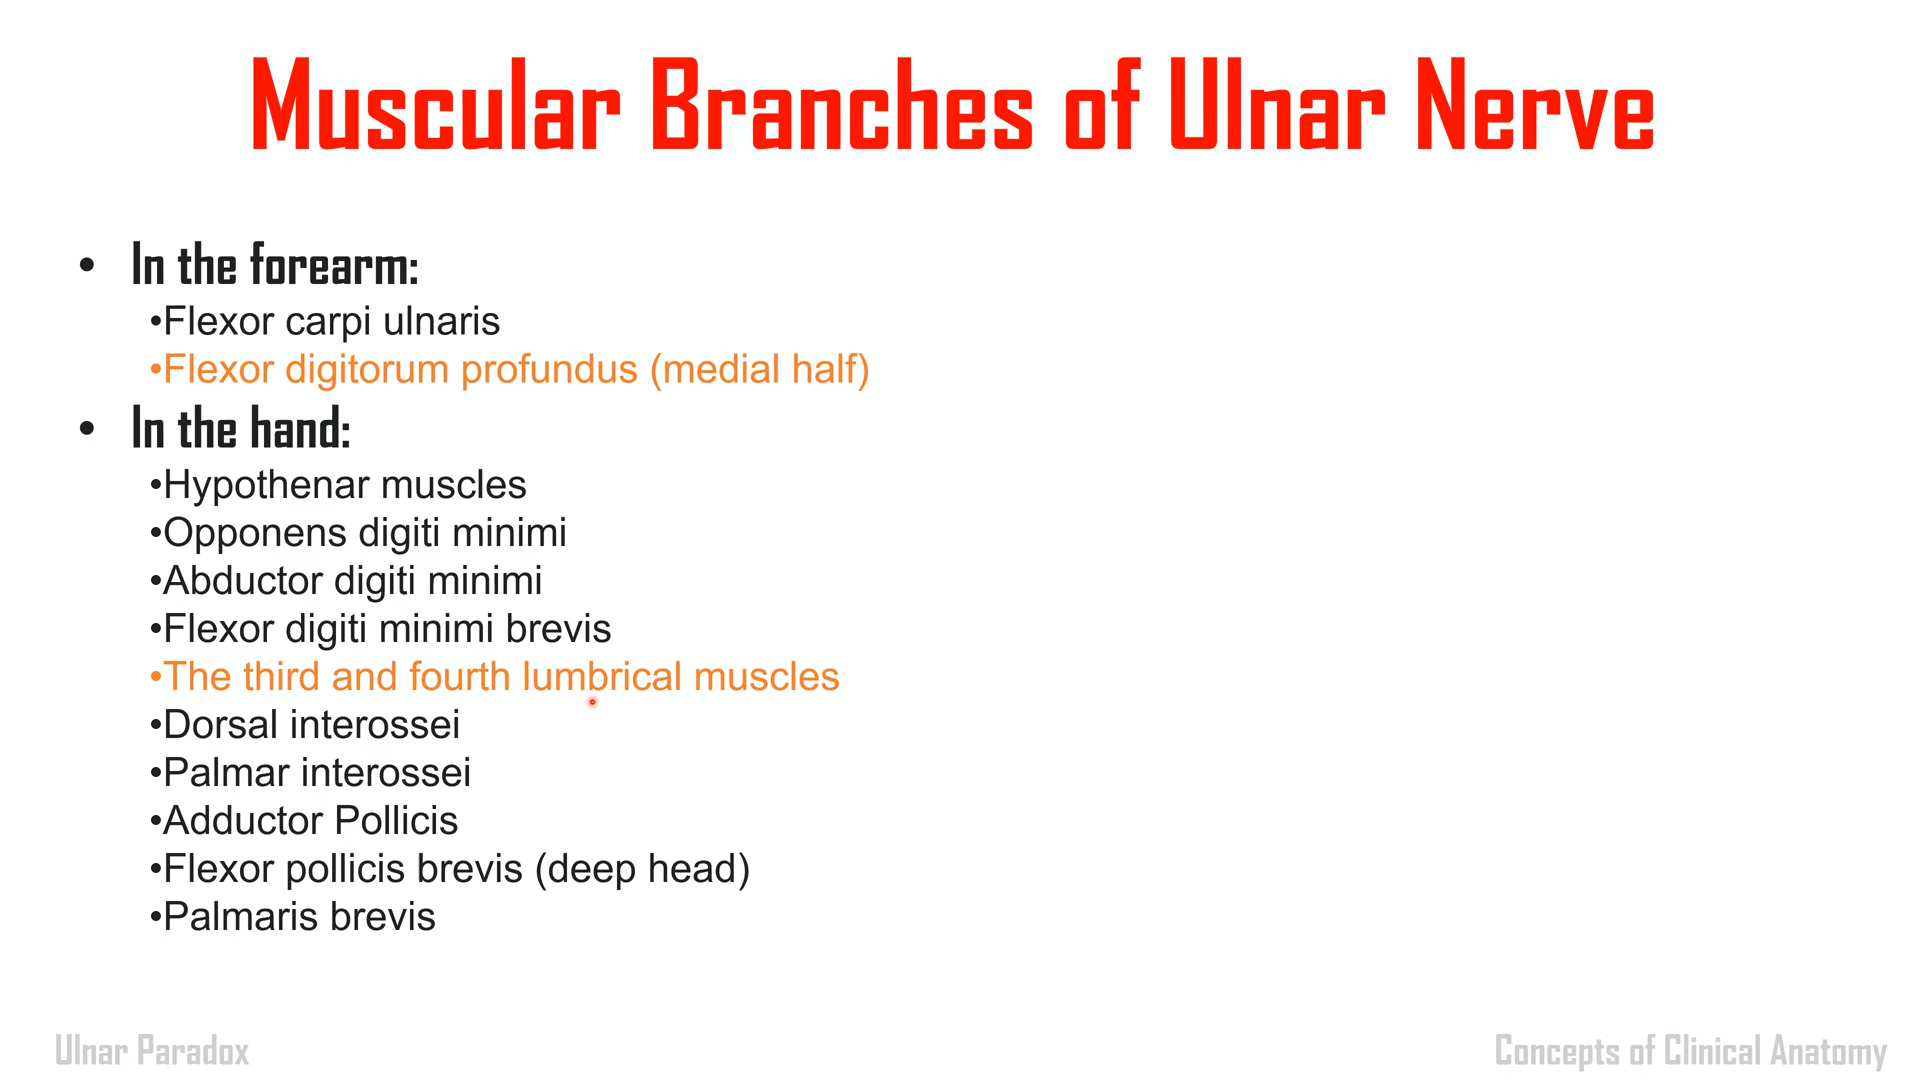 Muscular Branches of Ulnar Nerve
• In the forearm:
•Flexor carpi ulnaris
•Flexor digitorum profundus (medial half)
• In the hand:
•Hypothenar muscles
•Opponens digiti minimi
•Abductor digiti minimi
•Flexor digiti minimi brevis
•The third and fourth lumbrical muscles
•Dorsal interossei
•Palmar interossei
•Adductor Pollicis
•Flexor pollicis brevis (deep head)
•Palmaris brevis
Ulnar Paradox
Concepts of Clinical Anatomy